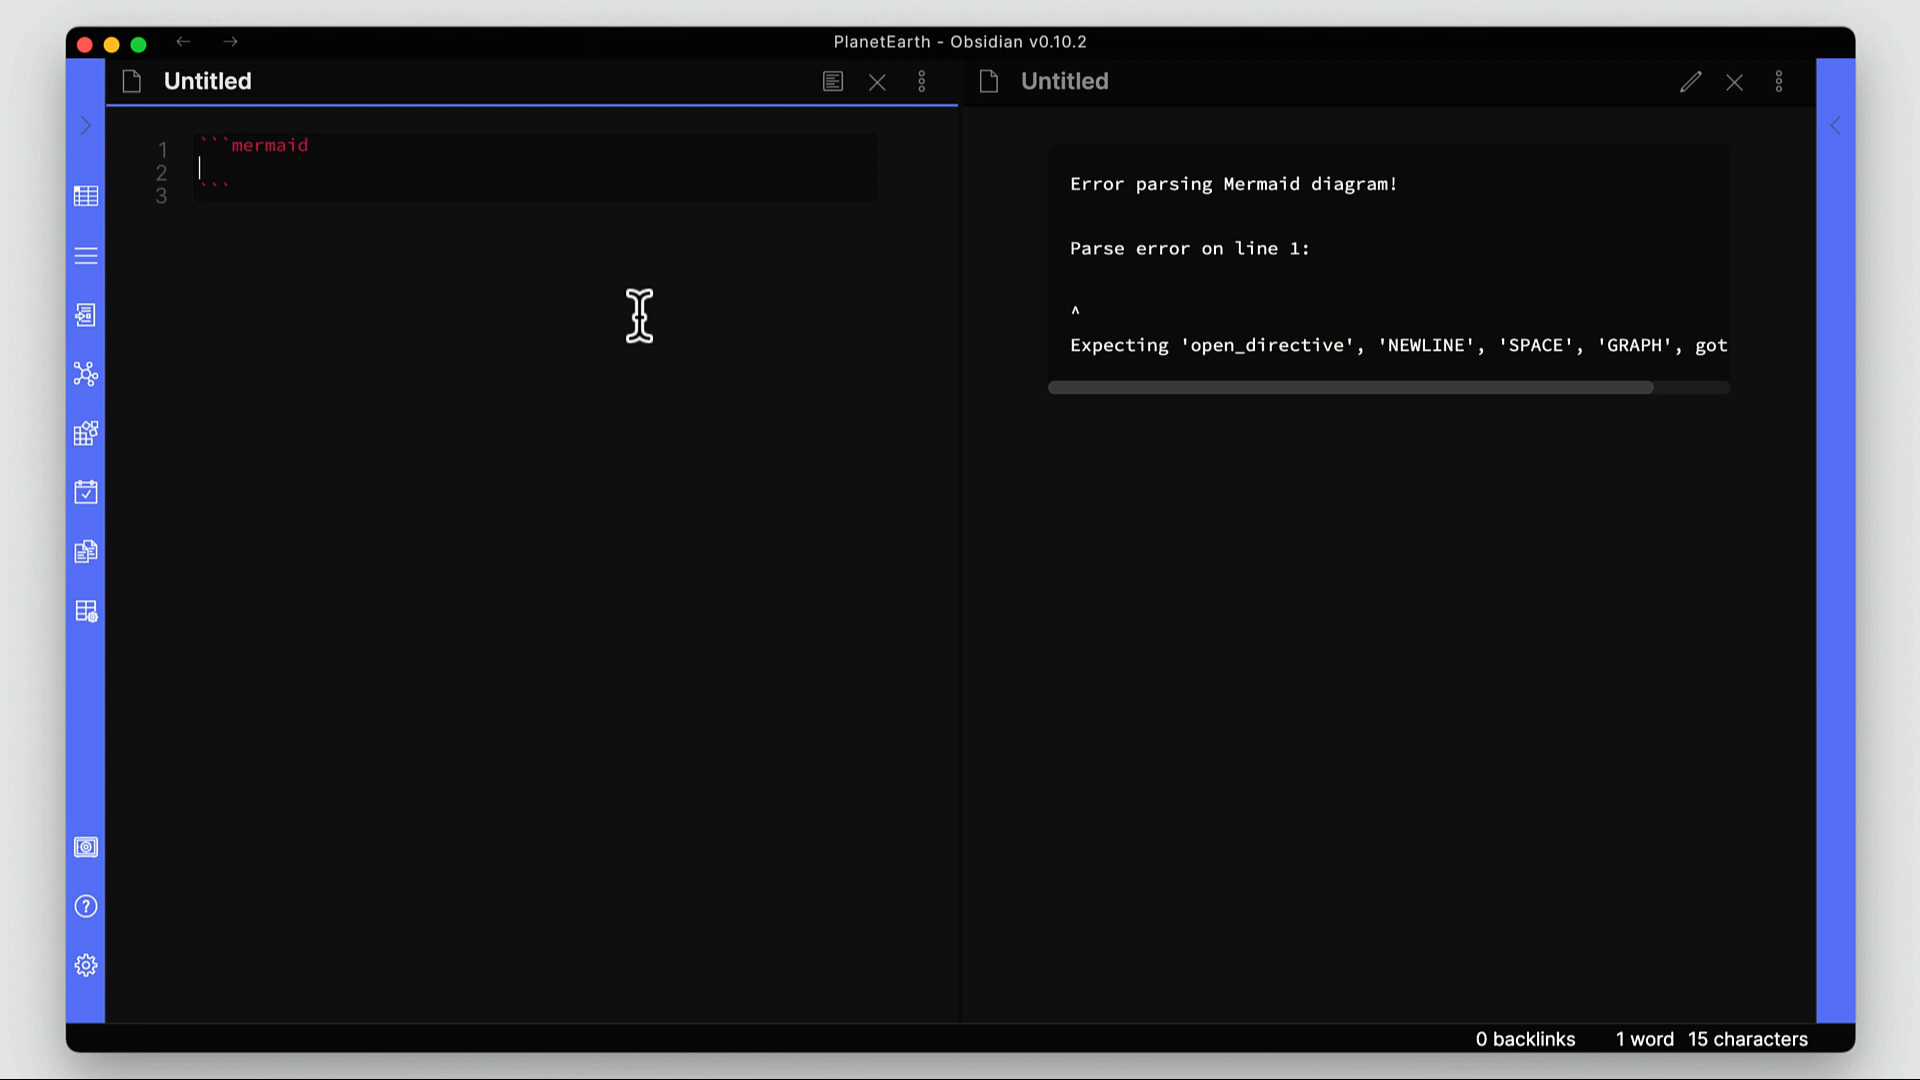 PlanetEarth - Obsidian v0.10.2
Untitled
1 ```mermaid
2
3 ```
Untitled
Error parsing Mermaid diagram!
Parse error on line 1:
^
Expecting 'open_directive', 'NEWLINE', 'SPACE', 'GRAPH', got
0 backlinks 1 word 15 characters